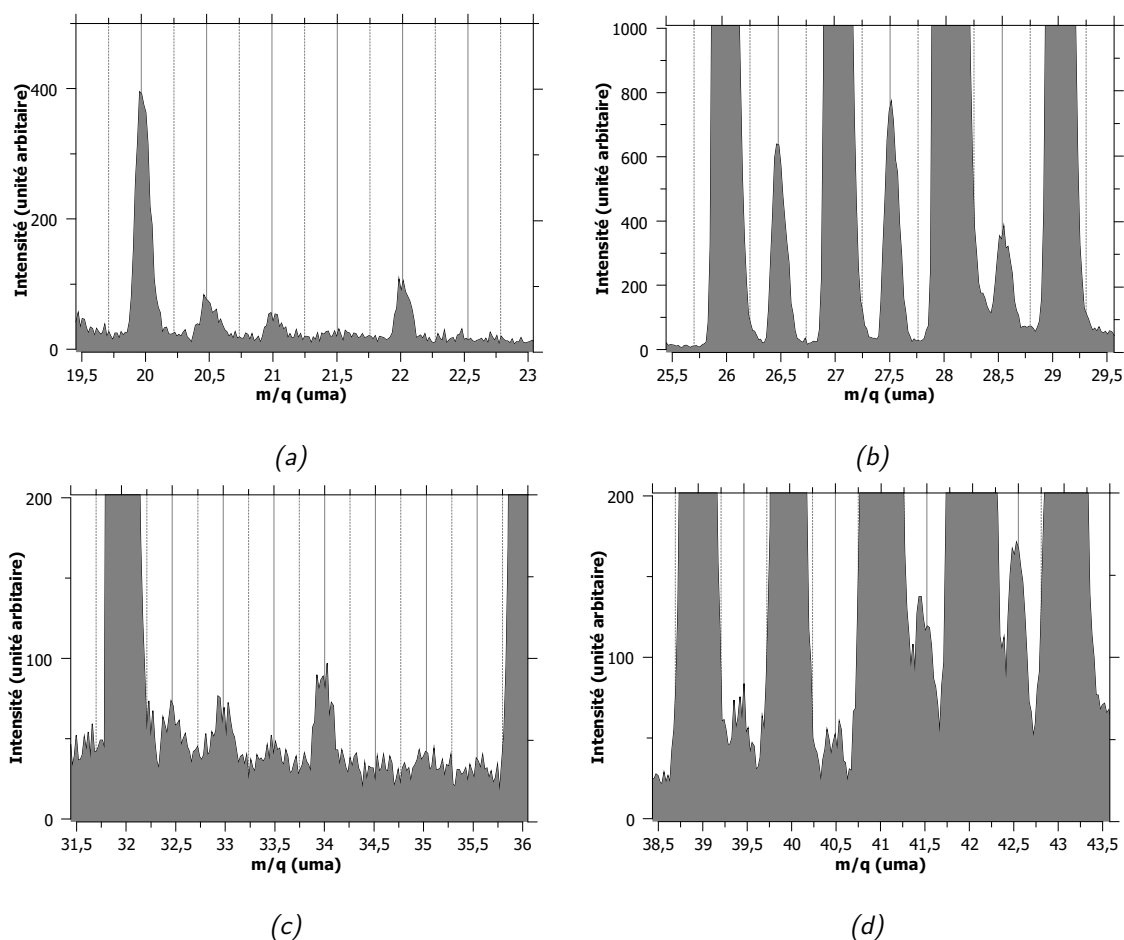 Intensité (unité arbitaire)
400
200
0
19,5 20 20,5 21 21,5 22 22,5 23
m/q (uma)
(a)
Intensité (unité arbitaire)
1000
800
600
400
200
0
25,5 26 26,5 27 27,5 28 28,5 29 29,5
m/q (uma)
(b)
Intensité (unité arbitaire)
200
100
0
31,5 32 32,5 33 33,5 34 34,5 35 35,5 36
m/q (uma)
(c)
Intensité (unité arbitaire)
200
100
0
38,5 39 39,5 40 40,5 41 41,5 42 42,5 43 43,5
m/q (uma)
(d)